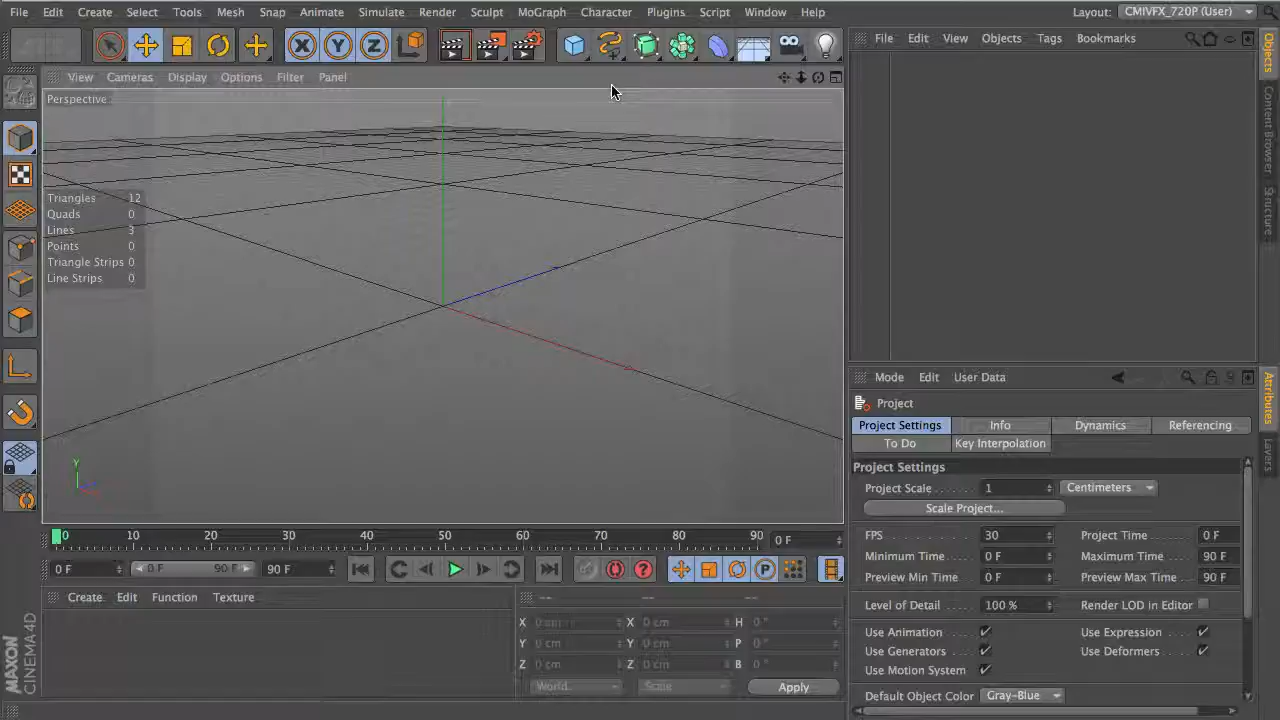 File Edit Create Select Tools Mesh Snap Animate Simulate Render Sculpt MoGraph Character Plugins Script Window Help Layout: CMIVFX_720P (User)
X Y Z
File Edit View Objects Tags Bookmarks
Objects
Content Browser
Structure
View Cameras Display Options Filter Panel
Perspective
Triangles 12
Quads 0
Lines 3
Points 0
Triangle Strips 0
Line Strips 0
Y
Mode Edit User Data
Attributes
Layers
Project
Project Settings Info Dynamics Referencing
To Do Key Interpolation
Project Settings
Project Scale 1 Centimeters
Scale Project...
FPS 30 Project Time 0 F
Minimum Time 0 F Maximum Time 90 F
Preview Min Time 0 F Preview Max Time 90 F
Level of Detail 100 % Render LOD in Editor
Use Animation Use Expression
Use Generators Use Deformers
Use Motion System
Default Object Color Gray-Blue
0 10 20 30 40 50 60 70 80 90 0 F
0 F 0 F 90 F 90 F P
Create Edit Function Texture
-- -- --
X 0 cm X 0 cm H 0 °
Y 0 cm Y 0 cm P 0 °
Z 0 cm Z 0 cm B 0 °
World Scale Apply
MAXON
CINEMA4D